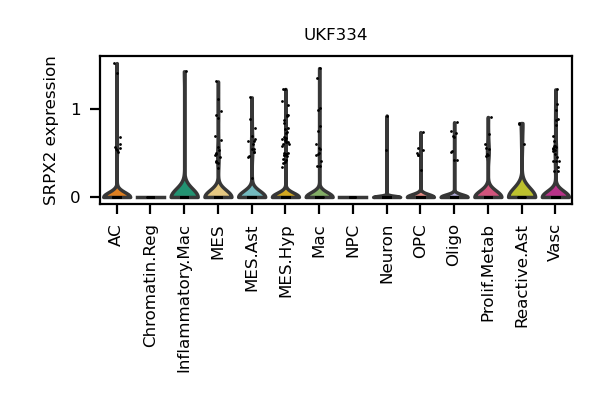 UKF334
SRPX2 expression
1
0
AC
Chromatin.Reg
Inflammatory.Mac
MES
MES.Ast
MES.Hyp
Mac
NPC
Neuron
OPC
Oligo
Prolif.Metab
Reactive.Ast
Vasc